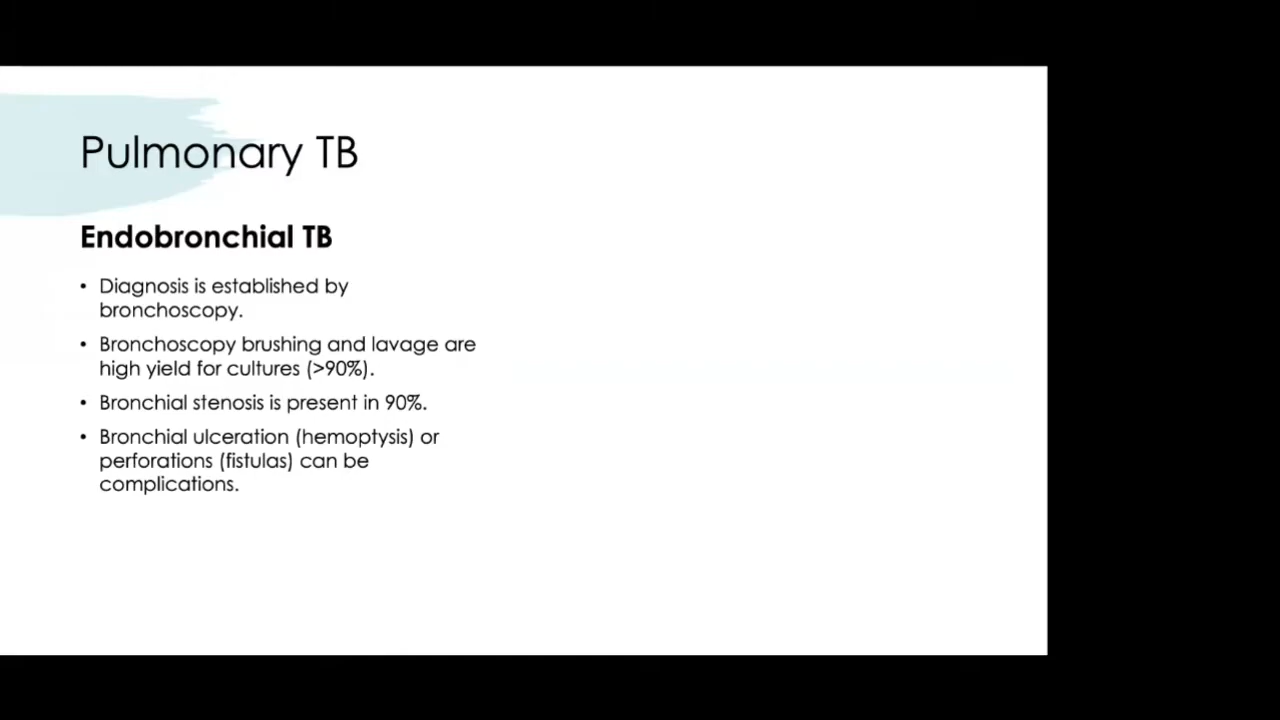 Pulmonary TB
Endobronchial TB
• Diagnosis is established by
bronchoscopy.
• Bronchoscopy brushing and lavage are
high yield for cultures (>90%).
• Bronchial stenosis is present in 90%.
• Bronchial ulceration (hemoptysis) or
perforations (fistulas) can be
complications.